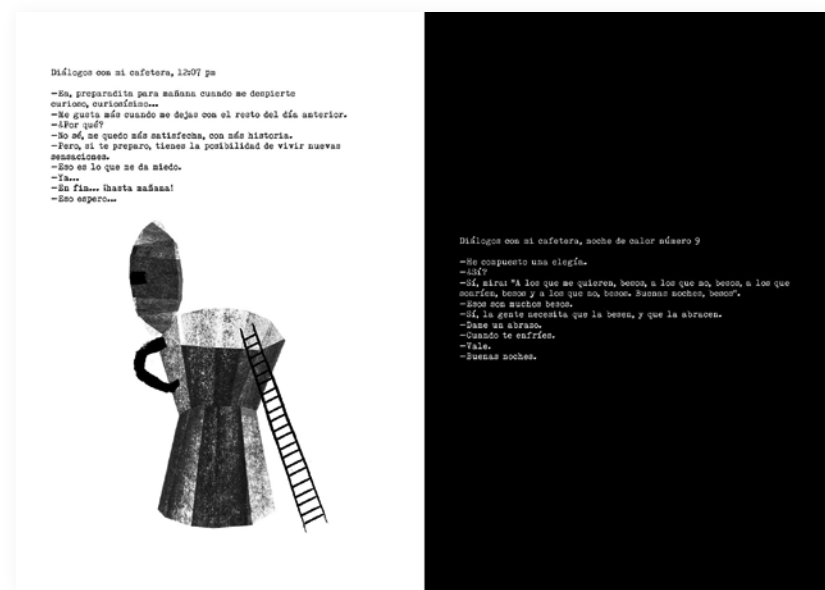 Diálogos con mi cafetera, 12:07 pm
—Ea, preparadita para mañana cuando me despierte
curioso, curiosísimo...
—Me gusta más cuando me dejas con el resto del día anterior.
—¿Por qué?
—No sé, me quedo más satisfecha, con más historia.
—Pero, si te preparo, tienes la posibilidad de vivir nuevas
sensaciones.
—Eso es lo que me da miedo.
—Ya...
—En fin... ¡hasta mañana!
—Eso espero...
Diálogos con mi cafetera, noche de calor número 9
—He compuesto una elegía.
—¿Sí?
—Sí, mira: "A los que me quieren, besos, a los que no, besos, a los que
sonríen, besos y a los que no, besos. Buenas noches, besos".
—Esos son muchos besos.
—Sí, la gente necesita que la besen, y que la abracen.
—Dame un abrazo.
—Cuando te enfríes.
—Vale.
—Buenas noches.